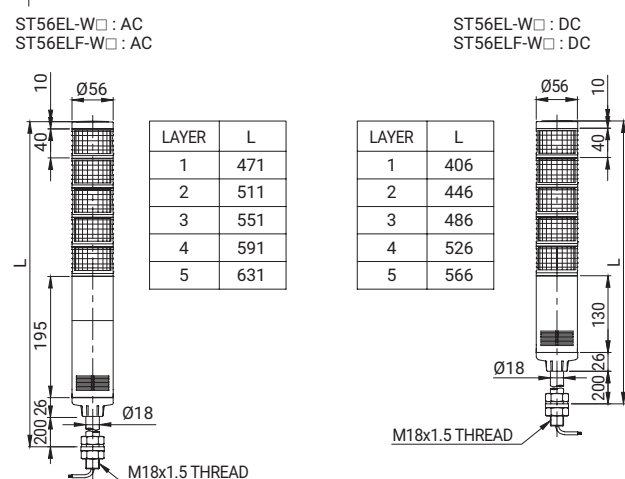 ST56EL-W□ : AC
ST56ELF-W□ : AC
ST56EL-W□ : DC
ST56ELF-W□ : DC
10
Ø56
40
L
195
26
200
Ø18
M18x1.5 THREAD
LAYER L
1 471
2 511
3 551
4 591
5 631
LAYER L
1 406
2 446
3 486
4 526
5 566
Ø56
10
40
L
130
26
200
Ø18
M18x1.5 THREAD